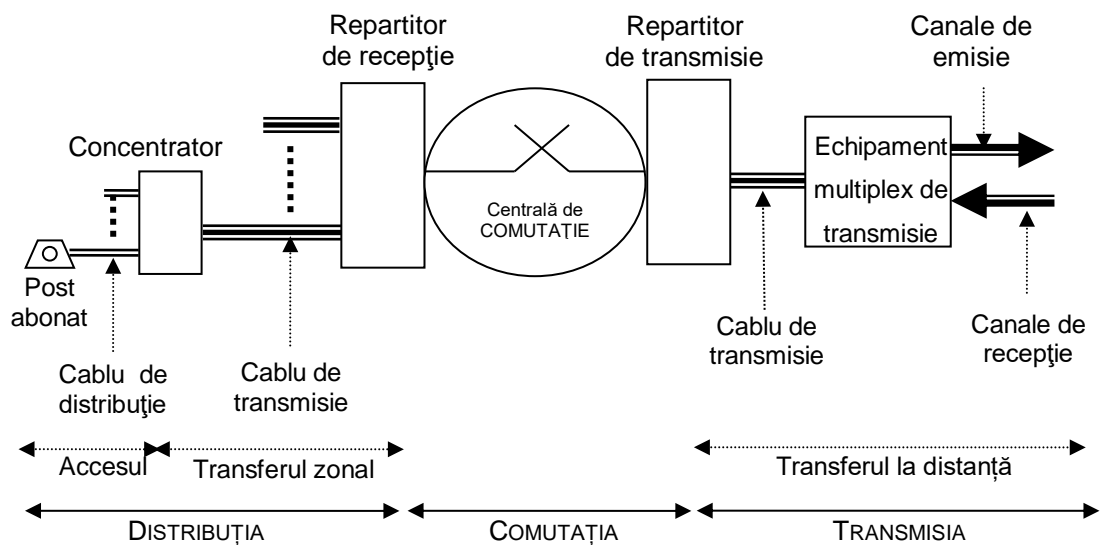 Repartitor
de recepţie
Repartitor
de transmisie
Canale de
emisie
Concentrator
Echipament
multiplex de
transmisie
Centrală de
COMUTAŢIE
Post
abonat
Cablu de
distribuţie
Cablu de
transmisie
Cablu de
transmisie
Canale de
recepţie
Accesul
Transferul zonal
Transferul la distanță
DISTRIBUȚIA
COMUTAȚIA
TRANSMISIA